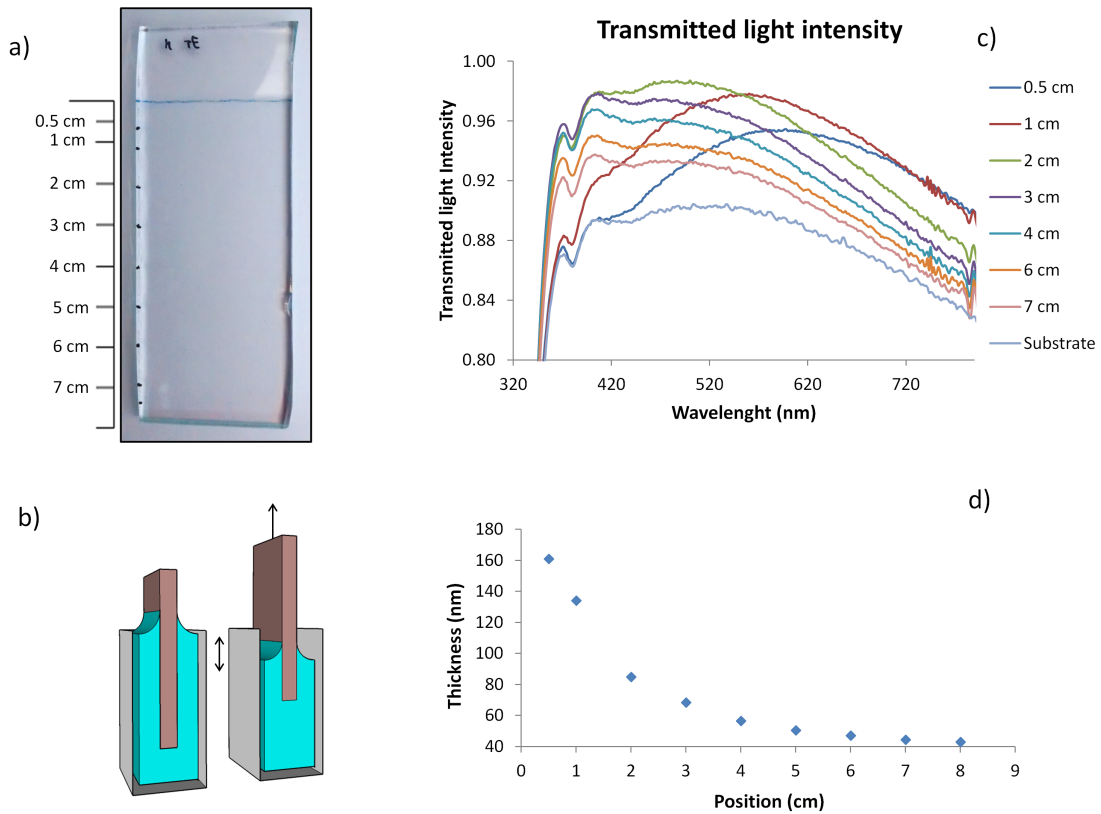 a)
0.5 cm
1 cm
2 cm
3 cm
4 cm
5 cm
6 cm
7 cm
b)
Transmitted light intensity
c)
Transmitted light Intensity
1.00
0.96
0.92
0.88
0.84
0.80
320 420 520 620 720
Wavelenght (nm)
0.5 cm
1 cm
2 cm
3 cm
4 cm
6 cm
7 cm
Substrate
d)
Thickness (nm)
180
160
140
120
100
80
60
40
0 1 2 3 4 5 6 7 8 9
Position (cm)